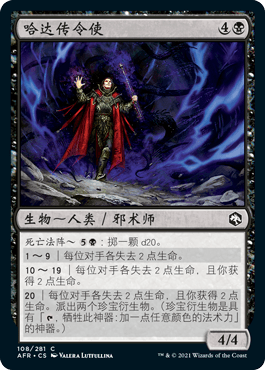 哈达传令使 4
生物～人类／邪术师
死亡法阵～5：掷一颗 d20。
1～9｜每位对手各失去2点生命。
10～19｜每位对手各失去2点生命，且你获得2点生命。
20｜每位对手各失去2点生命，且你获得2点生命。派出两个珍宝衍生物。（珍宝衍生物是具有「，牺牲此神器：加一点任意颜色的法术力」的神器。）
4/4
108/281 C
AFR • CS VALERA LUTFULLINA
™ & © 2021 Wizards of the Coast